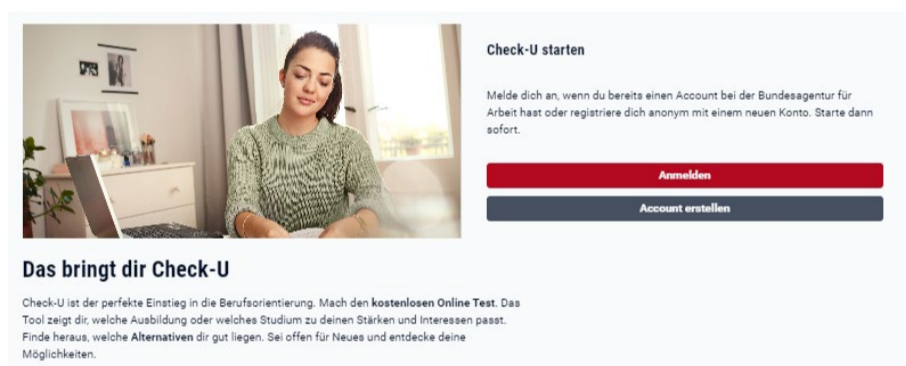 Check-U starten
Melde dich an, wenn du bereits einen Account bei der Bundesagentur für
Arbeit hast oder registriere dich anonym mit einem neuen Konto. Starte dann
sofort.
Anmelden
Account erstellen
Das bringt dir Check-U
Check-U ist der perfekte Einstieg in die Berufsorientierung. Mach den kostenlosen Online Test. Das
Tool zeigt dir, welche Ausbildung oder welches Studium zu deinen Stärken und Interessen passt.
Finde heraus, welche Alternativen dir gut liegen. Sei offen für Neues und entdecke deine
Möglichkeiten.